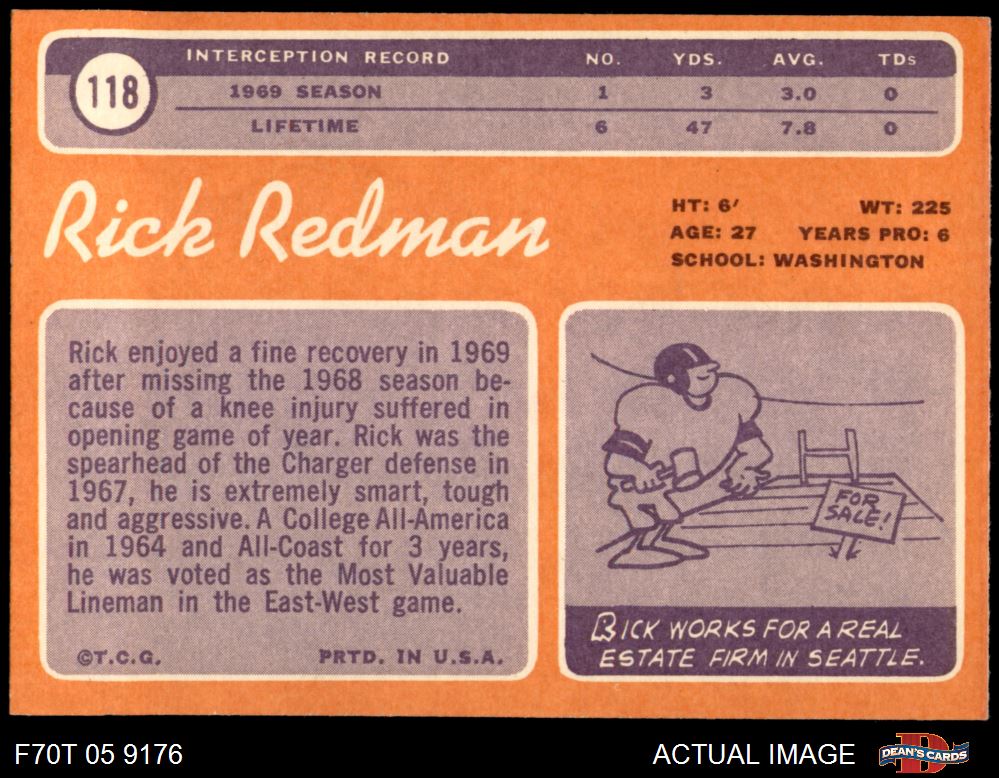 118
INTERCEPTION RECORD NO. YDS. AVG. TDs
1969 SEASON 1 3 3.0 0
LIFETIME 6 47 7.8 0
Rick Redman
HT: 6′ WT: 225
AGE: 27 YEARS PRO: 6
SCHOOL: WASHINGTON
Rick enjoyed a fine recovery in 1969
after missing the 1968 season be-
cause of a knee injury suffered in
opening game of year. Rick was the
spearhead of the Charger defense in
1967, he is extremely smart, tough
and aggressive. A College All-America
in 1964 and All-Coast for 3 years,
he was voted as the Most Valuable
Lineman in the East-West game.
©T.C.G. PRTD. IN U.S.A.
FOR
SALE!
RICK WORKS FOR A REAL
ESTATE FIRM IN SEATTLE.
F70T 05 9176 ACTUAL IMAGE DEAN'S CARDS